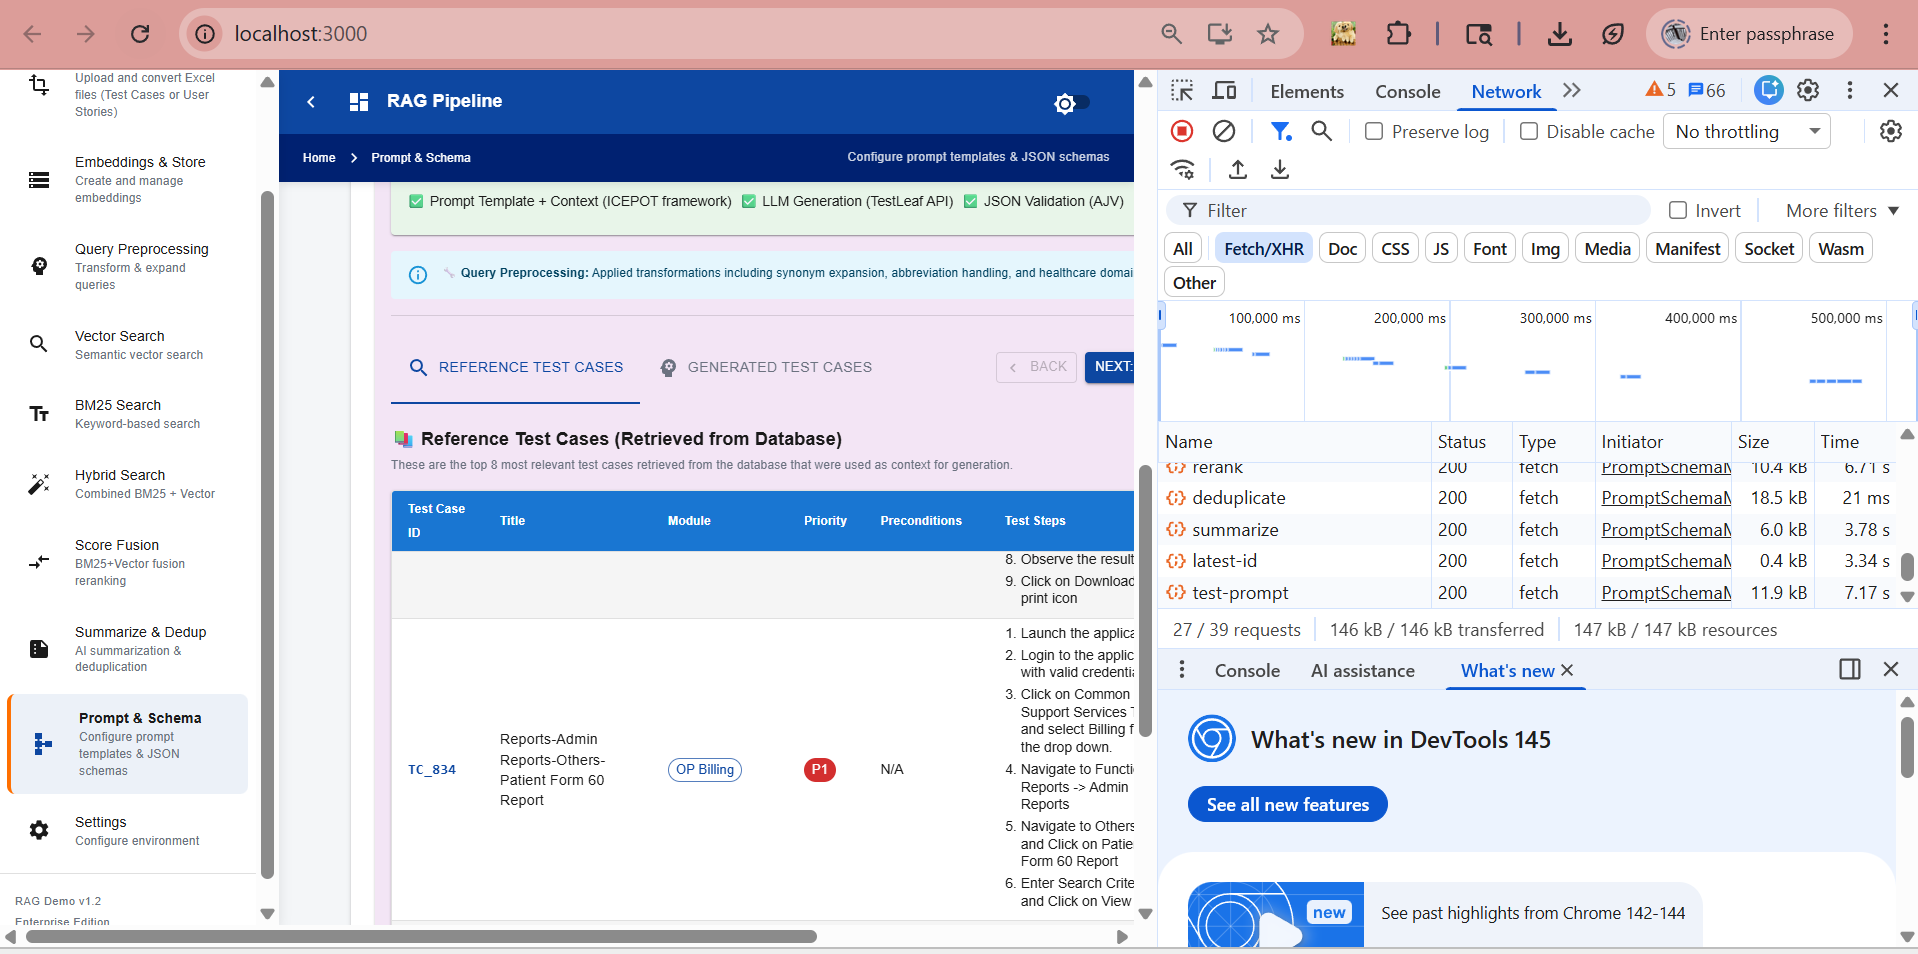 localhost:3000
Enter passphrase
Upload and convert Excel
files (Test Cases or User
Stories)
Embeddings & Store
Create and manage
embeddings
Query Preprocessing
Transform & expand
queries
Vector Search
Semantic vector search
BM25 Search
Keyword-based search
Hybrid Search
Combined BM25 + Vector
Score Fusion
BM25+Vector fusion
reranking
Summarize & Dedup
AI summarization &
deduplication
Prompt & Schema
Configure prompt
templates & JSON
schemas
Settings
Configure environment
RAG Demo v1.2
Enterprise Edition
RAG Pipeline
Home > Prompt & Schema
Configure prompt templates & JSON schemas
✅ Prompt Template + Context (ICEPOT framework) ✅ LLM Generation (TestLeaf API) ✅ JSON Validation (AJV)
🔧 Query Preprocessing: Applied transformations including synonym expansion, abbreviation handling, and healthcare domai
REFERENCE TEST CASES
GENERATED TEST CASES
BACK
NEXT:
Reference Test Cases (Retrieved from Database)
These are the top 8 most relevant test cases retrieved from the database that were used as context for generation.
Test Case
ID
Title
Module
Priority
Preconditions
Test Steps
8. Observe the result
9. Click on Download
print icon
TC_834
Reports-Admin
Reports-Others-
Patient Form 60
Report
OP Billing
P1
N/A
1. Launch the applica
2. Login to the applic
with valid credentia
3. Click on Common
Support Services T
and select Billing f
the drop down.
4. Navigate to Functi
Reports -> Admin
Reports
5. Navigate to Others
and Click on Patie
Form 60 Report
6. Enter Search Crite
and Click on View
Elements
Console
Network
5
66
Preserve log
Disable cache
No throttling
Filter
Invert
More filters
All
Fetch/XHR
Doc
CSS
JS
Font
Img
Media
Manifest
Socket
Wasm
Other
100,000 ms
200,000 ms
300,000 ms
400,000 ms
500,000 ms
Name Status Type Initiator Size Time
rerank 200 fetch PromptSchemaM 10.4 kB 6.71 s
deduplicate 200 fetch PromptSchemaM 18.5 kB 21 ms
summarize 200 fetch PromptSchemaM 6.0 kB 3.78 s
latest-id 200 fetch PromptSchemaM 0.4 kB 3.34 s
test-prompt 200 fetch PromptSchemaM 11.9 kB 7.17 s
27 / 39 requests
146 kB / 146 kB transferred
147 kB / 147 kB resources
Console
AI assistance
What's new
What's new in DevTools 145
See all new features
new
See past highlights from Chrome 142-144